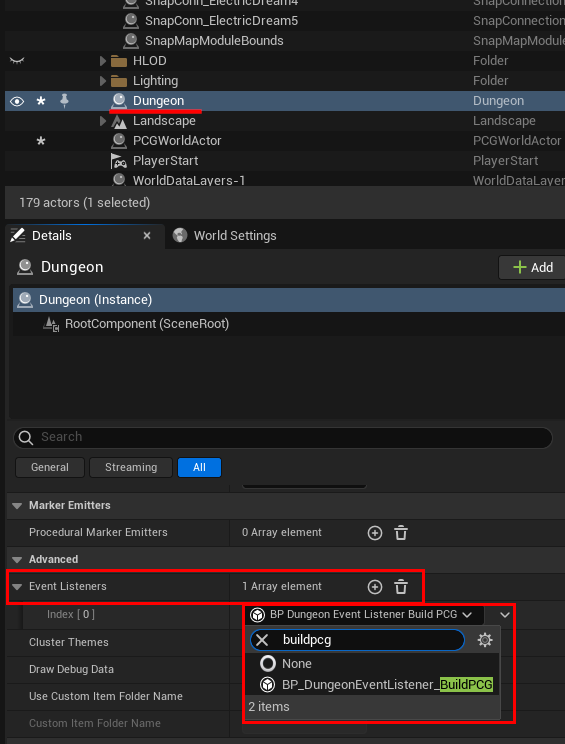 SnapConn_ElectricDream4 SnapConnection
SnapConn_ElectricDream5 SnapConnection
SnapMapModuleBounds SnapMapModule
HLOD Folder
Lighting Folder
Dungeon Dungeon
Landscape Landscape
PCGWorldActor PCGWorldActor
PlayerStart PlayerStart
WorldDataLayers-1 WorldDataLayer
179 actors (1 selected)
Details × World Settings
Dungeon + Add
Dungeon (Instance)
RootComponent (SceneRoot)
Search
General Streaming All
Marker Emitters
Procedural Marker Emitters 0 Array element
Advanced
Event Listeners 1 Array element
Index [ 0 ] BP Dungeon Event Listener Build PCG
buildpcg
Cluster Themes
None
Draw Debug Data BP_DungeonEventListener_BuildPCG
Use Custom Item Folder Name 2 items
Custom Item Folder Name